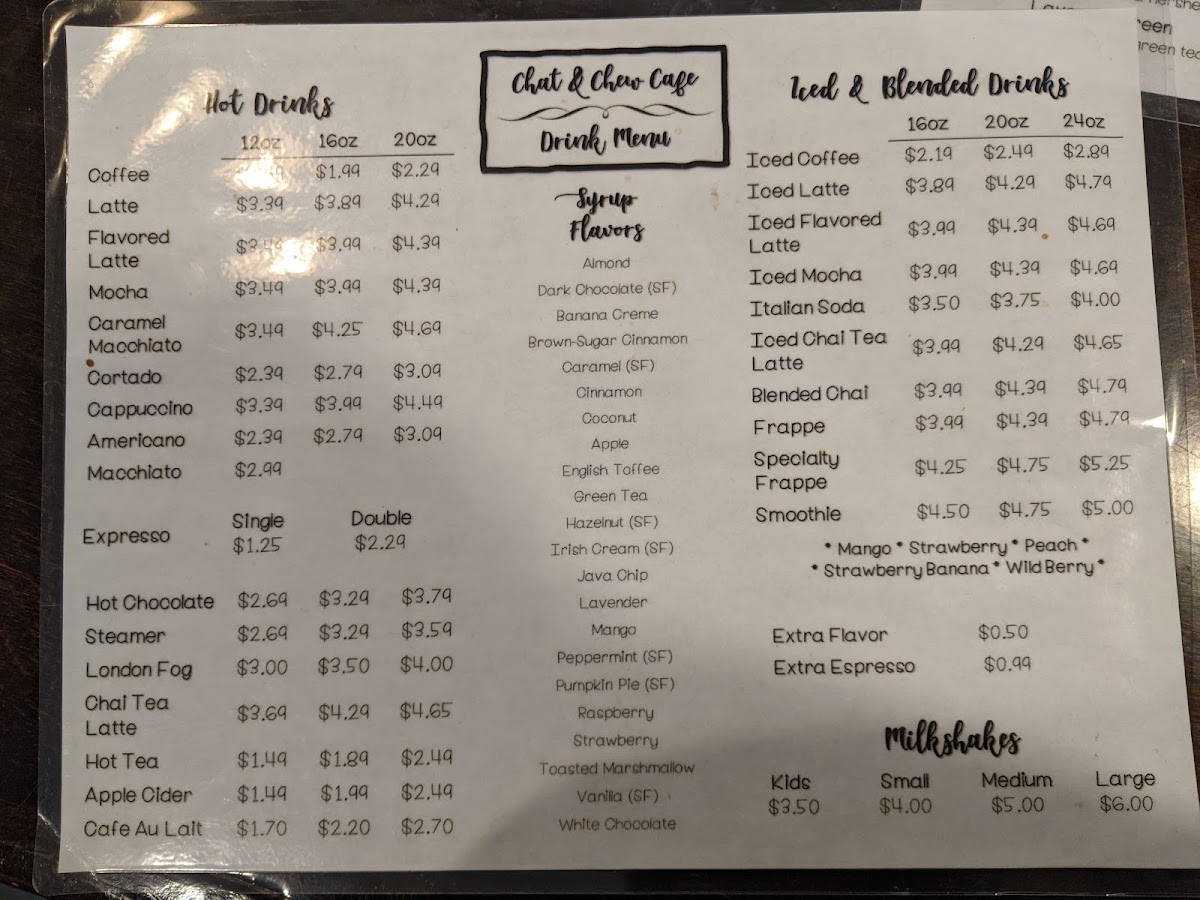 Chat & Chew Cafe
Drink Menu
Hot Drinks
12oz 16oz 20oz
Coffee $1.99 $2.29
Latte $3.39 $3.89 $4.29
Flavored
Latte $3.49 $3.99 $4.39
Mocha $3.49 $3.99 $4.39
Caramel
Macchiato $3.49 $4.25 $4.69
Cortado $2.39 $2.79 $3.09
Cappuccino $3.39 $3.99 $4.49
Americano $2.39 $2.79 $3.09
Macchiato $2.99
Single Double
Expresso $1.25 $2.29
Hot Chocolate $2.69 $3.29 $3.79
Steamer $2.69 $3.29 $3.59
London Fog $3.00 $3.50 $4.00
Chai Tea
Latte $3.69 $4.29 $4.65
Hot Tea $1.49 $1.89 $2.49
Apple Cider $1.49 $1.99 $2.49
Cafe Au Lait $1.70 $2.20 $2.70
Syrup
Flavors
Almond
Dark Chocolate (SF)
Banana Creme
Brown-Sugar Cinnamon
Caramel (SF)
Cinnamon
Coconut
Apple
English Toffee
Green Tea
Hazelnut (SF)
Irish Cream (SF)
Java Chip
Lavender
Mango
Peppermint (SF)
Pumpkin Pie (SF)
Raspberry
Strawberry
Toasted Marshmallow
Vanilla (SF)
White Chocolate
Iced & Blended Drinks
16oz 20oz 24oz
Iced Coffee $2.19 $2.49 $2.89
Iced Latte $3.89 $4.29 $4.79
Iced Flavored
Latte $3.99 $4.39 $4.69
Iced Mocha $3.99 $4.39 $4.69
Italian Soda $3.50 $3.75 $4.00
Iced Chai Tea
Latte $3.99 $4.29 $4.65
Blended Chai $3.99 $4.39 $4.79
Frappe $3.99 $4.39 $4.79
Specialty
Frappe $4.25 $4.75 $5.25
Smoothie $4.50 $4.75 $5.00
* Mango * Strawberry * Peach *
* Strawberry Banana * Wild Berry *
Extra Flavor $0.50
Extra Espresso $0.99
Milkshakes
Kids Small Medium Large
$3.50 $4.00 $5.00 $6.00